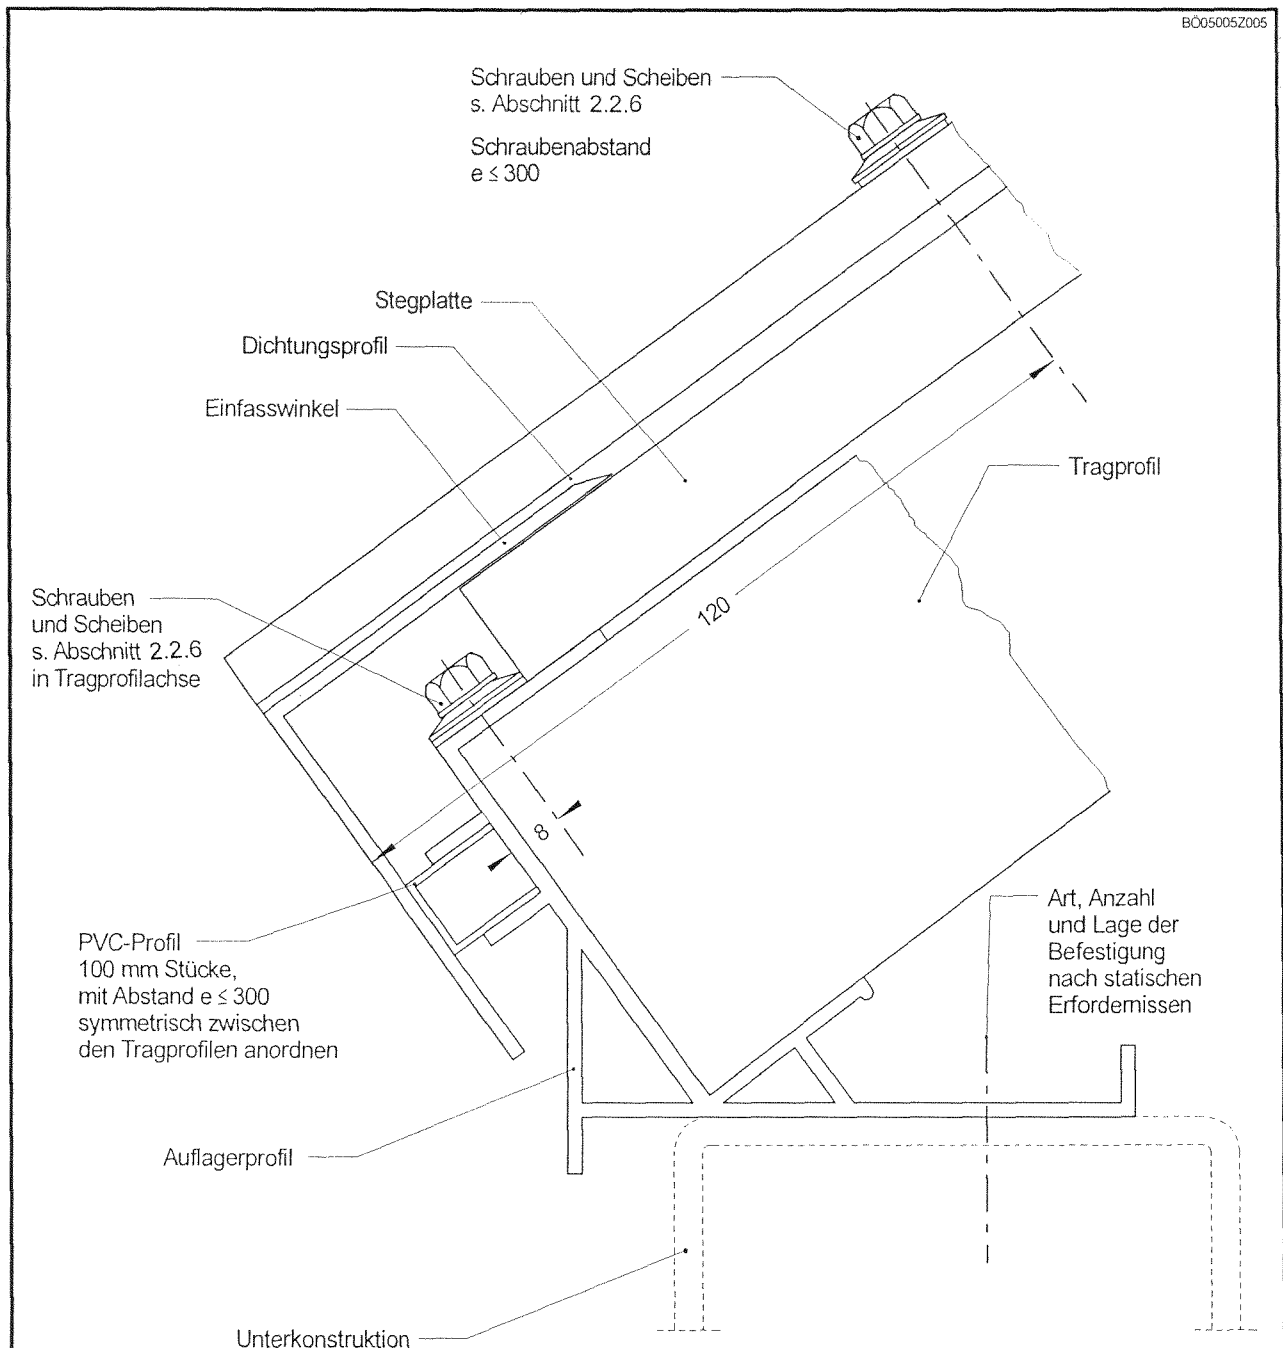 BÖ05005Z005
Schrauben und Scheiben
s. Abschnitt 2.2.6
Schraubenabstand
e ≤ 300
Stegplatte
Dichtungsprofil
Einfasswinkel
Tragprofil
Schrauben
und Scheiben
s. Abschnitt 2.2.6
in Tragprofilachse
120
8
PVC-Profil
100 mm Stücke,
mit Abstand e ≤ 300
symmetrisch zwischen
den Tragprofilen anordnen
Art, Anzahl
und Lage der
Befestigung
nach statischen
Erfordernissen
Auflagerprofil
Unterkonstruktion